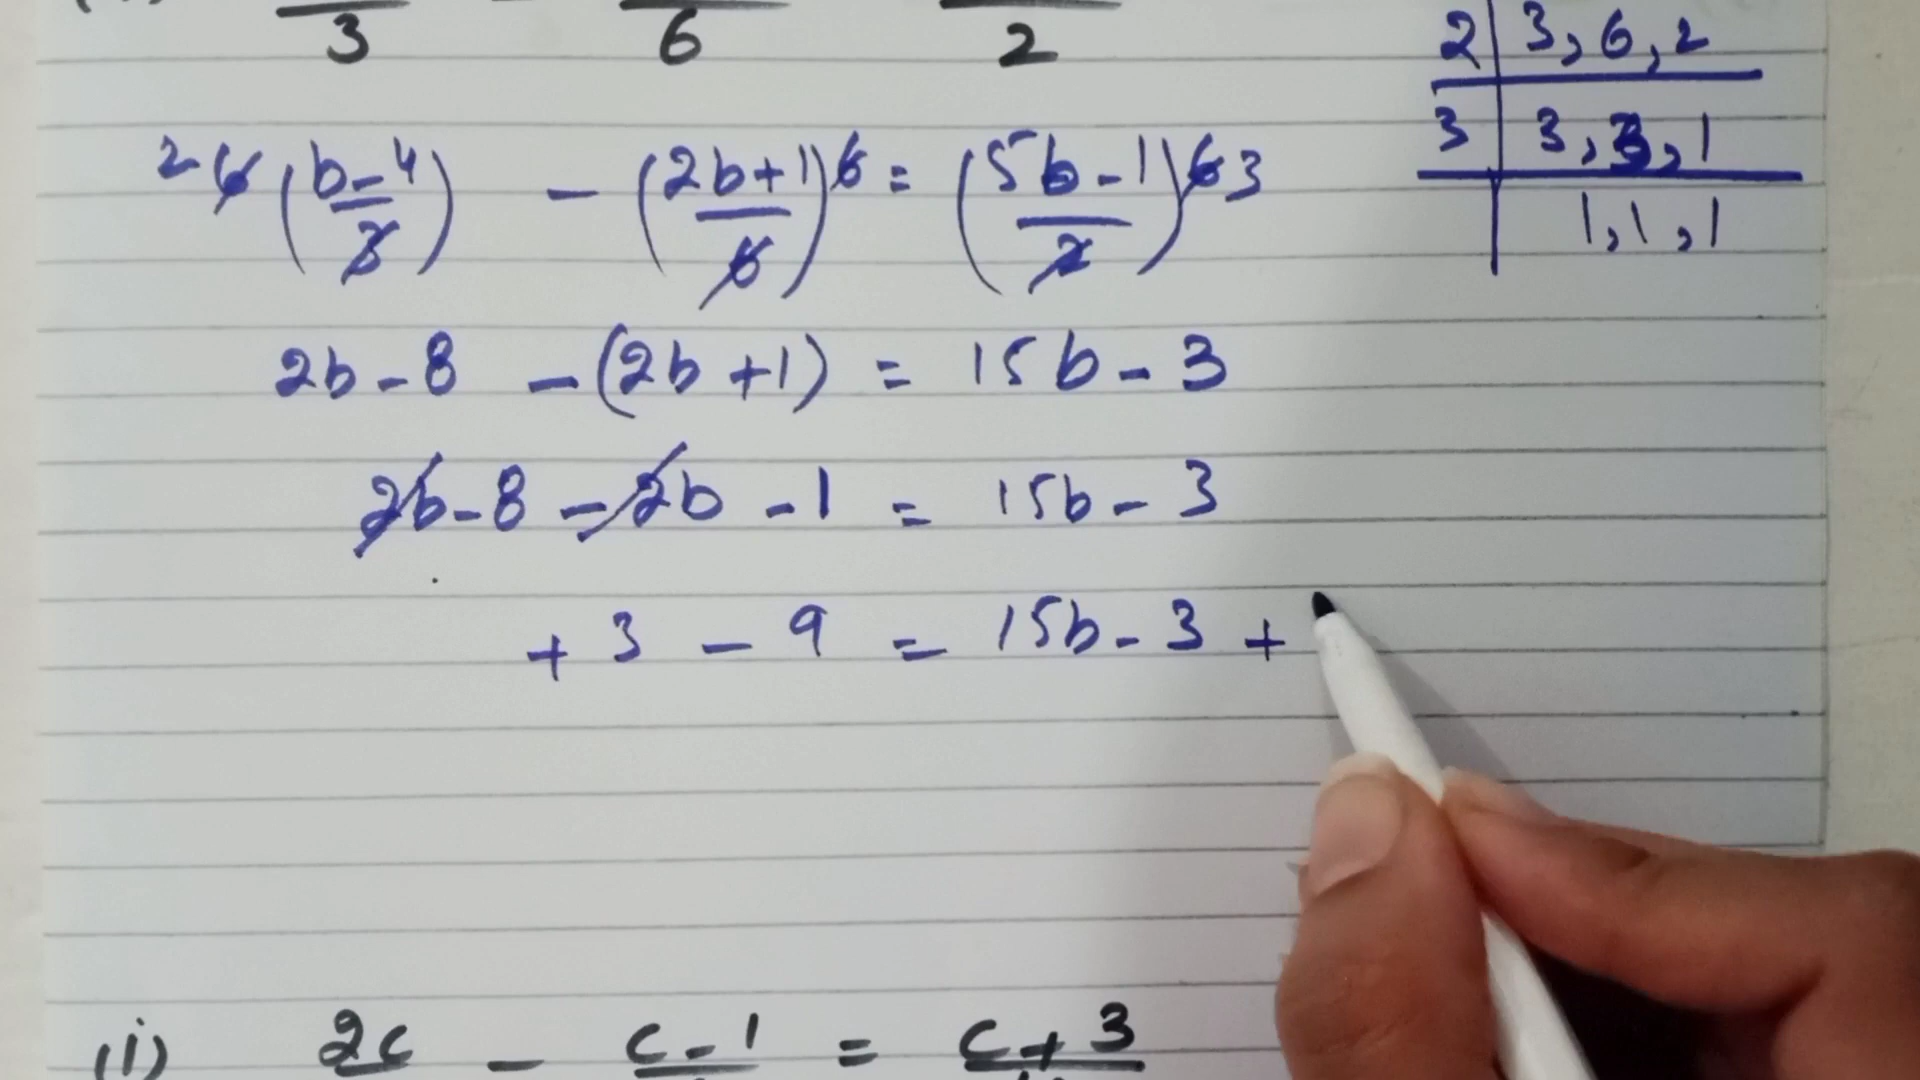 3 6 2
2 | 3, 6, 2
3 | 3, 3, 1
1, 1, 1
2 6 (b-4/3) - (2b+1/6) 6 = (5b-1/2) 6 3
2b - 8 - (2b + 1) = 15b - 3
2b - 8 - 2b - 1 = 15b - 3
+ 3 - 9 = 15b - 3 +
(i) 2c - c-1 = c+3